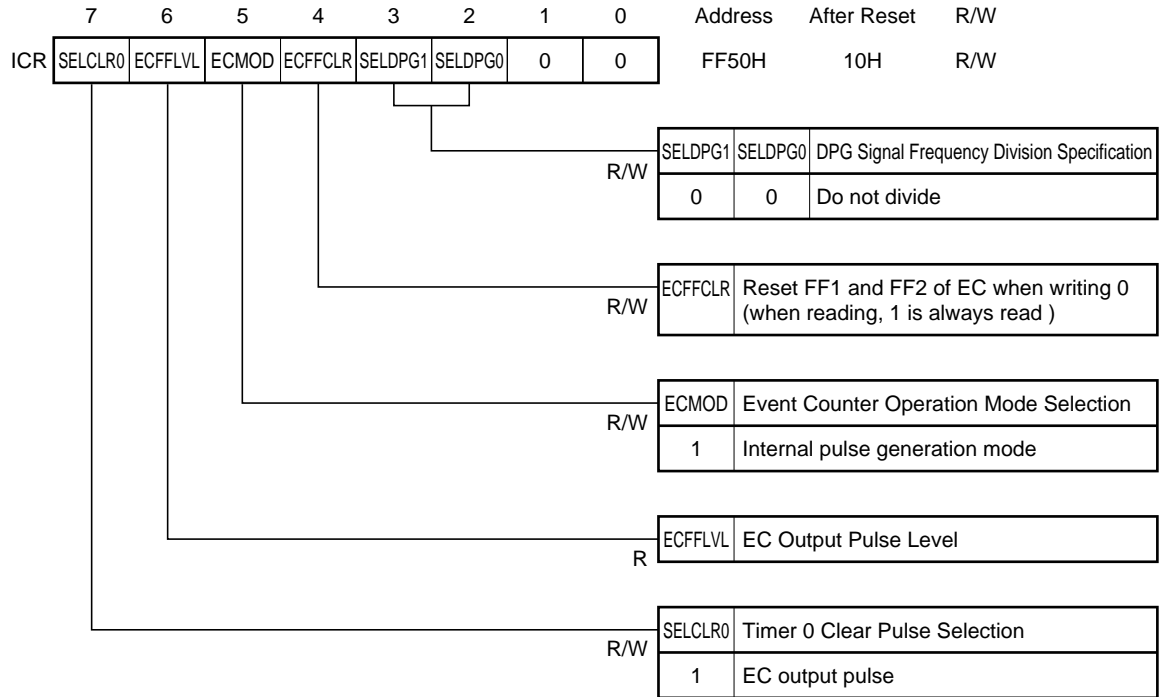 7 6 5 4 3 2 1 0 Address After Reset R/W
ICR SELCLR0 ECFFLVL ECMOD ECFFCLR SELDPG1 SELDPG0 0 0 FF50H 10H R/W
SELDPG1 SELDPG0 DPG Signal Frequency Division Specification
R/W
0 0 Do not divide
ECFFCLR Reset FF1 and FF2 of EC when writing 0
R/W (when reading, 1 is always read )
ECMOD Event Counter Operation Mode Selection
R/W
1 Internal pulse generation mode
ECFFLVL EC Output Pulse Level
R
SELCLR0 Timer 0 Clear Pulse Selection
R/W
1 EC output pulse